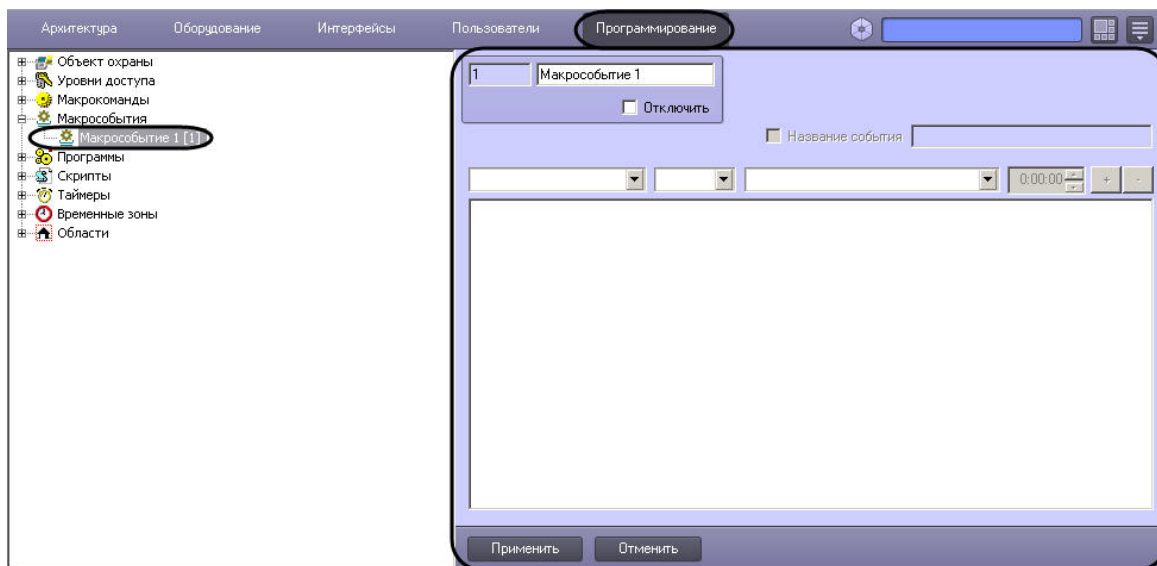 Архитектура Оборудование Интерфейсы Пользователи Программирование
Объект охраны
Уровни доступа
Макрокоманды
Макрособытия
Макрособытие 1 [1]
Программы
Скрипты
Таймеры
Временные зоны
Области
1 Макрособытие 1
Отключить
Название события
0:00:00 + -
Применить Отменить